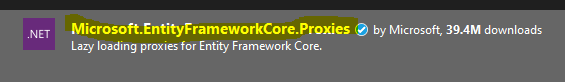 .NET Microsoft.EntityFrameworkCore.Proxies by Microsoft, 39.4M downloads
Lazy loading proxies for Entity Framework Core.